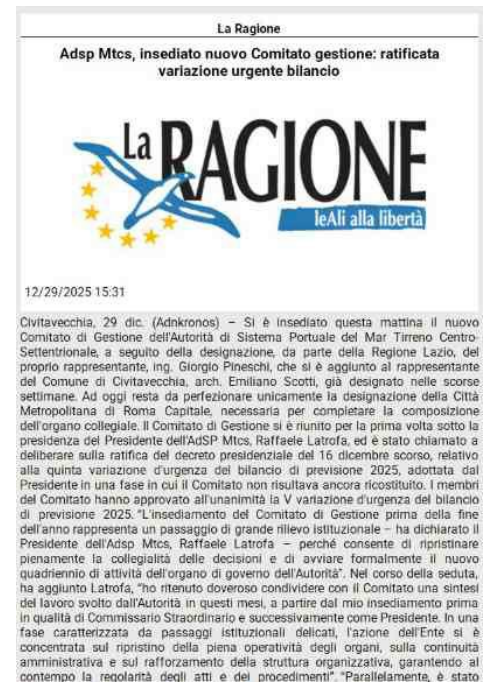 La Ragione
Adsp Mtcs, insediato nuovo Comitato gestione: ratificata
variazione urgente bilancio
La RAGIONE
leAli alla libertà
12/29/2025 15:31
Civitavecchia, 29 dic. (Adnkronos) – Si è insediato questa mattina il nuovo
Comitato di Gestione dell'Autorità di Sistema Portuale del Mar Tirreno Centro-
Settentrionale, a seguito della designazione, da parte della Regione Lazio, del
proprio rappresentante, ing. Giorgio Pineschi, che si è aggiunto al rappresentante
del Comune di Civitavecchia, arch. Emiliano Scotti, già designato nelle scorse
settimane. Ad oggi resta da perfezionare unicamente la designazione della Città
Metropolitana di Roma Capitale, necessaria per completare la composizione
dell'organo collegiale. Il Comitato di Gestione si è riunito per la prima volta sotto la
presidenza del Presidente dell'AdSP Mtcs, Raffaele Latrofa, ed è stato chiamato a
deliberare sulla ratifica del decreto presidenziale del 16 dicembre scorso, relativo
alla quinta variazione d'urgenza del bilancio di previsione 2025, adottata dal
Presidente in una fase in cui il Comitato non risultava ancora ricostituito. I membri
del Comitato hanno approvato all'unanimità la V variazione d'urgenza del bilancio
di previsione 2025. "L'insediamento del Comitato di Gestione prima della fine
dell'anno rappresenta un passaggio di grande rilievo istituzionale – ha dichiarato il
Presidente dell'Adsp Mtcs, Raffaele Latrofa – perché consente di ripristinare
pienamente la collegialità delle decisioni e di avviare formalmente il nuovo
quadriennio di attività dell'organo di governo dell'Autorità". Nel corso della seduta,
ha aggiunto Latrofa, "ho ritenuto doveroso condividere con il Comitato una sintesi
del lavoro svolto dall'Autorità in questi mesi, a partire dal mio insediamento prima
in qualità di Commissario Straordinario e successivamente come Presidente. In una
fase caratterizzata da passaggi istituzionali delicati, l'azione dell'Ente si è
concentrata sul ripristino della piena operatività degli organi, sulla continuità
amministrativa e sul rafforzamento della struttura organizzativa, garantendo al
contempo la regolarità degli atti e dei procedimenti". "Parallelamente, è stato